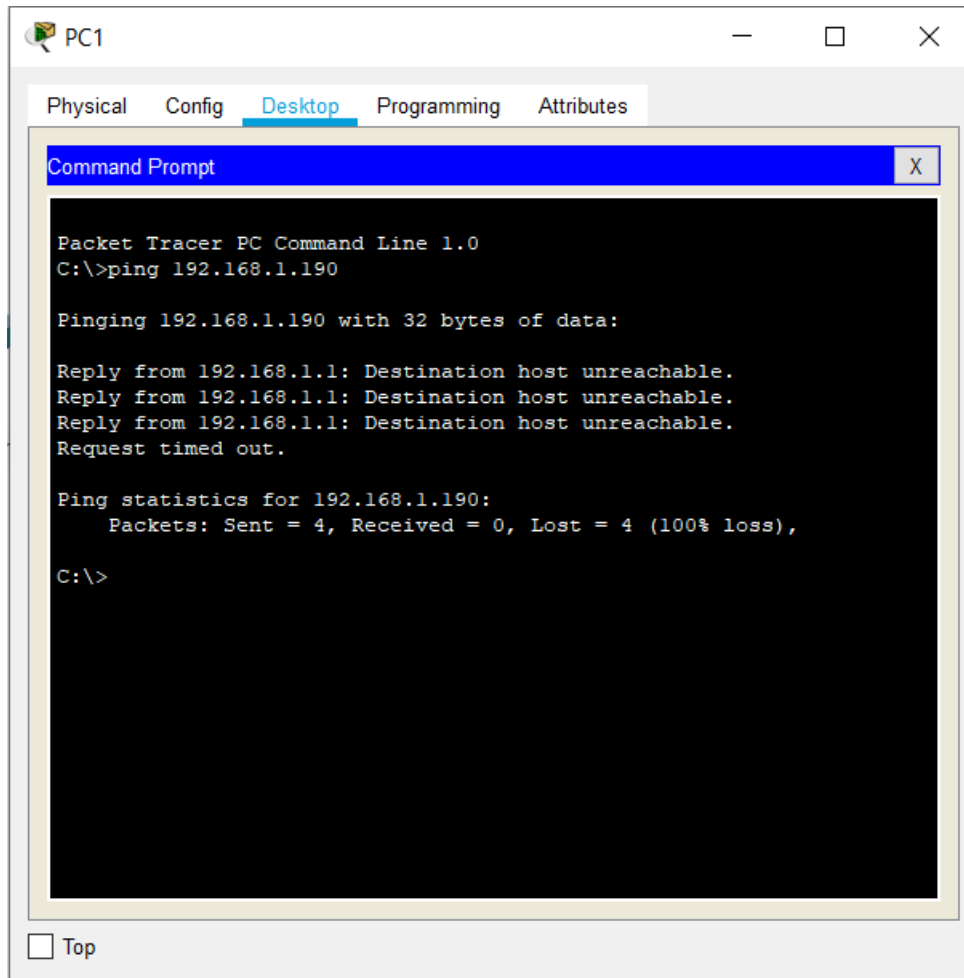 PC1
Physical Config Desktop Programming Attributes
Command Prompt X
Packet Tracer PC Command Line 1.0
C:\>ping 192.168.1.190
Pinging 192.168.1.190 with 32 bytes of data:
Reply from 192.168.1.1: Destination host unreachable.
Reply from 192.168.1.1: Destination host unreachable.
Reply from 192.168.1.1: Destination host unreachable.
Request timed out.
Ping statistics for 192.168.1.190:
    Packets: Sent = 4, Received = 0, Lost = 4 (100% loss),
C:\>
Top